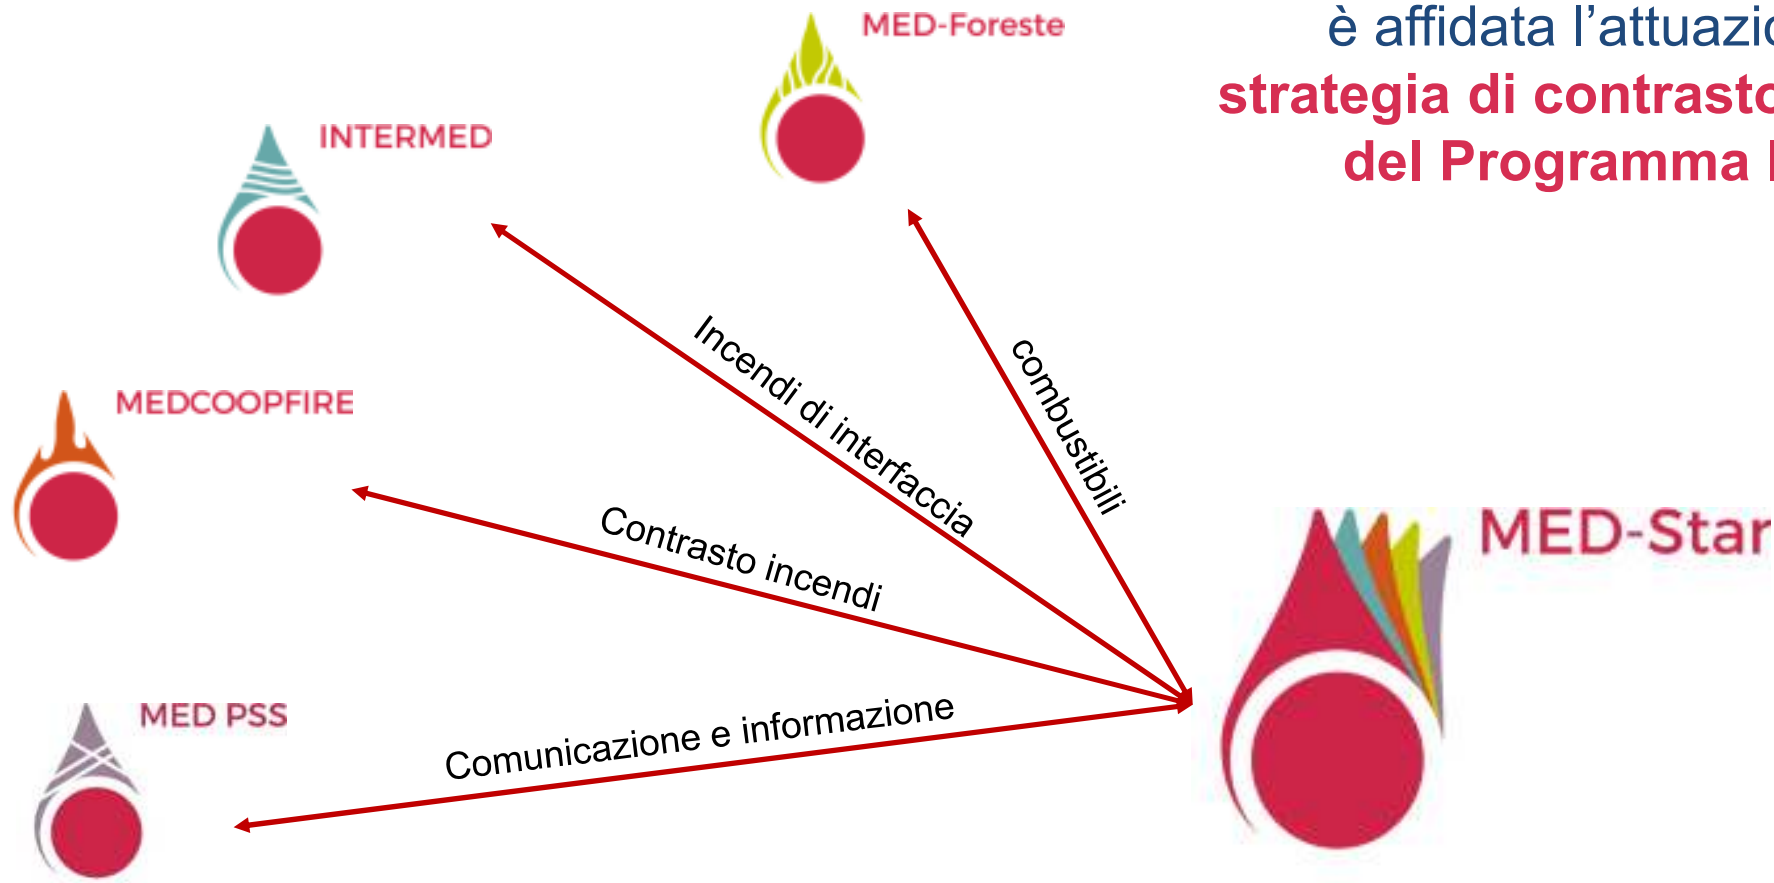 MED-Foreste
è affidata l'attuazi
strategia di contrasto
del Programma
INTERMED
MEDCOOPFIRE
Incendi di interfaccia
combustibili
Contrasto incendi
MED-Star
MED PSS
Comunicazione e informazione